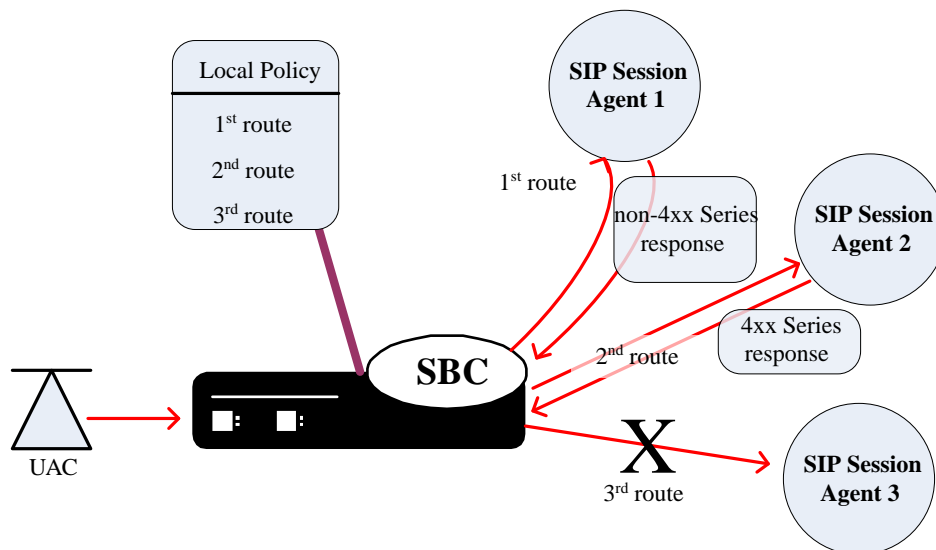 Local Policy
1st route
2nd route
3rd route
SIP Session
Agent 1
1st route
non-4xx Series
response
SIP Session
Agent 2
4xx Series
response
2nd route
SBC
UAC
X
3rd route
SIP Session
Agent 3